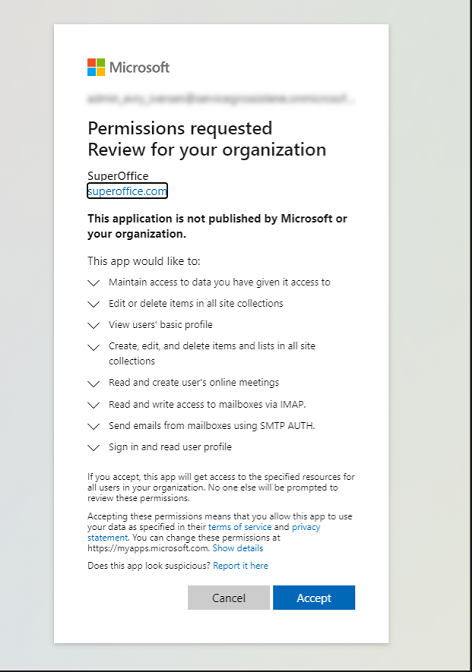 Microsoft
Permissions requested
Review for your organization
SuperOffice
superoffice.com
This application is not published by Microsoft or
your organization.
This app would like to:
Maintain access to data you have given it access to
Edit or delete items in all site collections
View users' basic profile
Create, edit, and delete items and lists in all site
collections
Read and create user's online meetings
Read and write access to mailboxes via IMAP.
Send emails from mailboxes using SMTP AUTH.
Sign in and read user profile
If you accept, this app will get access to the specified resources for
all users in your organization. No one else will be prompted to
review these permissions.
Accepting these permissions means that you allow this app to use
your data as specified in their terms of service and privacy
statement. You can change these permissions at
https://myapps.microsoft.com. Show details
Does this app look suspicious? Report it here
Cancel Accept